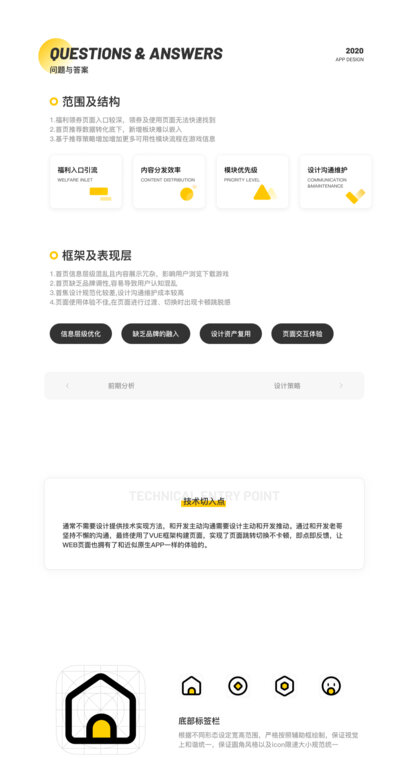 QUESTIONS & ANSWERS
问题与答案
2020
APP DESIGN
范围及结构
1.福利领券页面入口较深，领券及使用页面无法快速找到
2.首页推荐数据转化底下，新增板块难以嵌入
3.基于推荐策略增加增加更多可用性模块流程在游戏信息
福利入口引流
WELFARE INLET
内容分发效率
CONTENT DISTRIBUTION
模块优先级
PRIORITY LEVEL
设计沟通维护
COMMUNICATION
&MAINTENANCE
框架及表现层
1.首页信息层级混乱且内容展示冗杂，影响用户浏览下载游戏
2.首页缺乏品牌调性,容易导致用户认知混乱
3.首焦设计规范化较差,设计沟通维护成本较高
4.页面使用体验不佳,在页面进行过渡、切换时出现卡顿跳脱感
信息层级优化
缺乏品牌的融入
设计资产复用
页面交互体验
前期分析
设计策略
TECHNICAL ENTRY POINT
技术切入点
通常不需要设计提供技术实现方法，和开发主动沟通需要设计主动和开发推动。通过和开发老哥
坚持不懈的沟通，最终使用了VUE框架构建页面，实现了页面跳转切换不卡顿，即点即反馈，让
WEB页面也拥有了和近似原生APP一样的体验的。
底部标签栏
根据不同形态设定宽高范围，严格按照辅助框绘制，保证视觉
上和谐统一，保证圆角风格以及icon限速大小规范统一